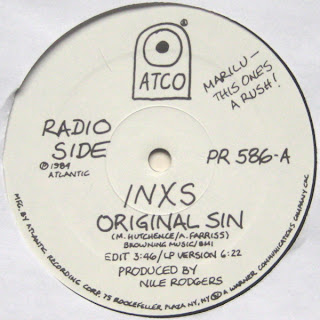 ATCO
MARILU —
THIS ONE'S
A RUSH!
RADIO
SIDE
℗ 1984
ATLANTIC
PR 586-A
INXS
ORIGINAL SIN
(M. HUTCHENCE/A. FARRISS)
BROWNING MUSIC/BMI
EDIT 3:46/LP VERSION 6:22
PRODUCED BY
NILE RODGERS
MFG. BY ATLANTIC RECORDING CORP. 75 ROCKEFELLER PLAZA NY, NY Ⓦ A WARNER COMMUNICATIONS COMPANY